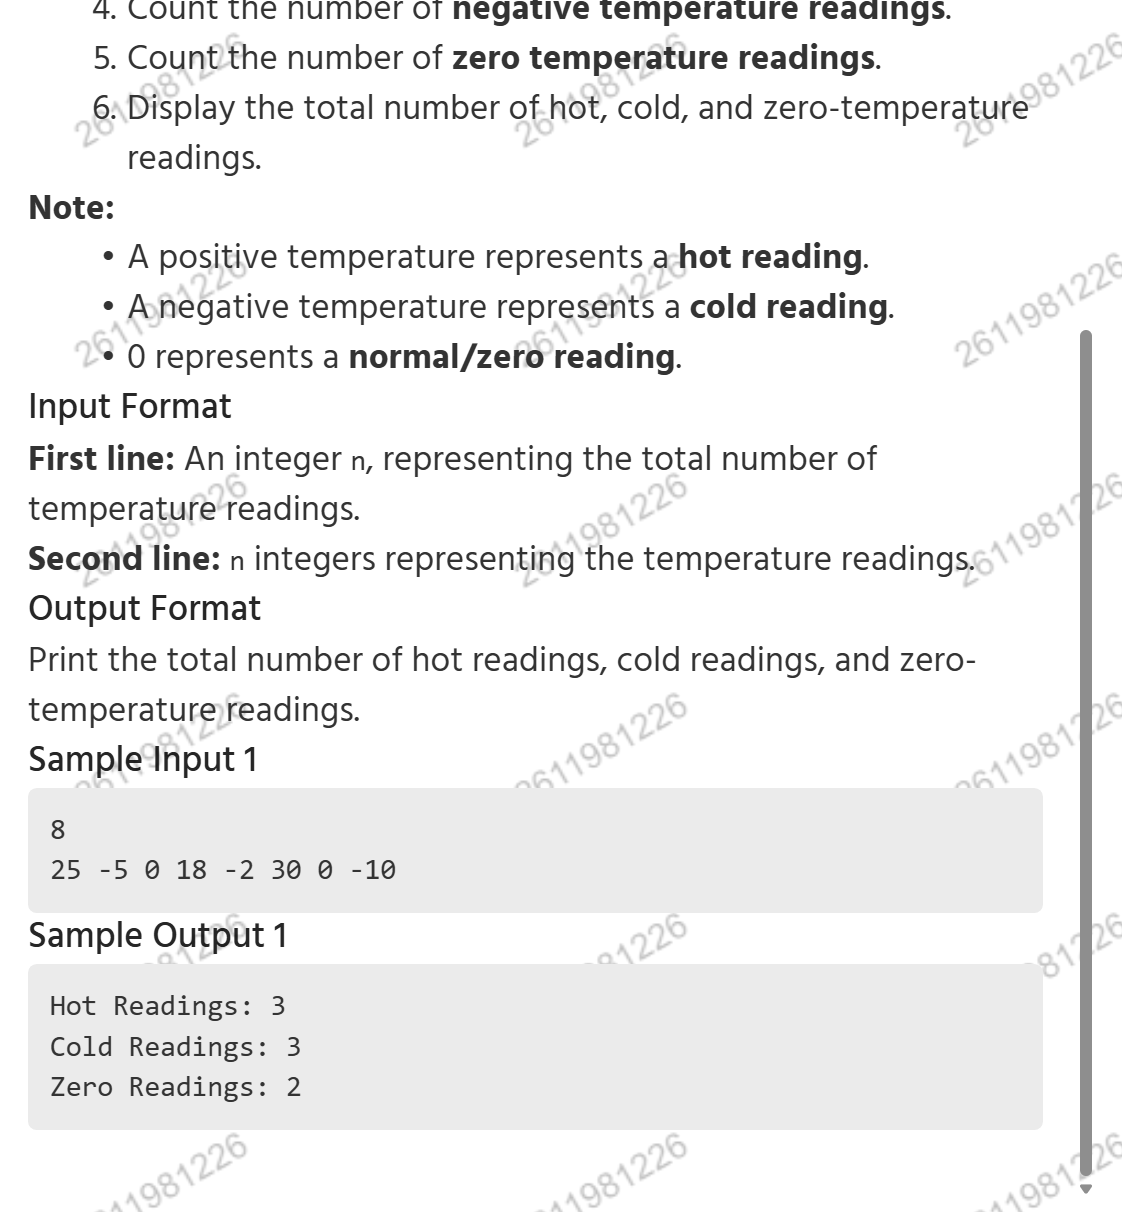 4. Count the number of negative temperature readings.
5. Count the number of zero temperature readings.
6. Display the total number of hot, cold, and zero-temperature
readings.
Note:
• A positive temperature represents a hot reading.
• A negative temperature represents a cold reading.
• 0 represents a normal/zero reading.
Input Format
First line: An integer n, representing the total number of
temperature readings.
Second line: n integers representing the temperature readings.
Output Format
Print the total number of hot readings, cold readings, and zero-
temperature readings.
Sample Input 1
8
25 -5 0 18 -2 30 0 -10
Sample Output 1
Hot Readings: 3
Cold Readings: 3
Zero Readings: 2
2611981226